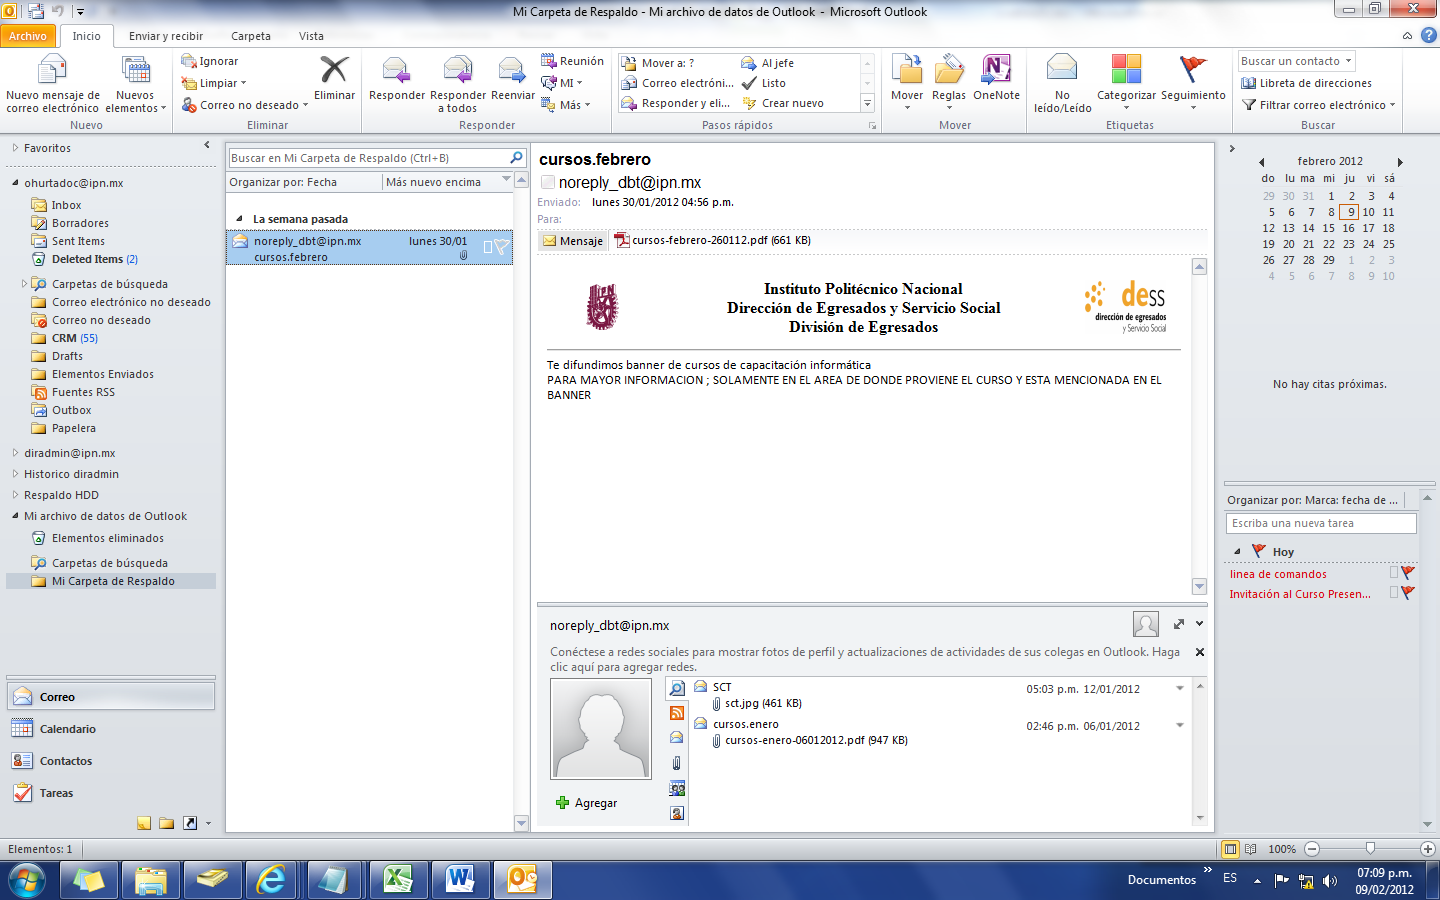 Mi Carpeta de Respaldo - Mi archivo de datos de Outlook - Microsoft Outlook
Archivo
Inicio
Enviar y recibir
Carpeta
Vista
Nuevo mensaje de
correo electrónico
Nuevos
elementos
Nuevo
Ignorar
Limpiar
Correo no deseado
Eliminar
Eliminar
Responder
Responder
a todos
Reenviar
Reunión
MI
Más
Responder
Mover a: ?
Correo electróni...
Responder y eli...
Al jefe
Listo
Crear nuevo
Pasos rápidos
Mover
Reglas
OneNote
Mover
No
leído/Leído
Categorizar
Seguimiento
Etiquetas
Buscar un contacto
Libreta de direcciones
Filtrar correo electrónico
Buscar
Favoritos
ohurtadoc@ipn.mx
Inbox
Borradores
Sent Items
Deleted Items (2)
Carpetas de búsqueda
Correo electrónico no deseado
Correo no deseado
CRM (55)
Drafts
Elementos Enviados
Fuentes RSS
Outbox
Papelera
diradmin@ipn.mx
Historico diradmin
Respaldo HDD
Mi archivo de datos de Outlook
Elementos eliminados
Carpetas de búsqueda
Mi Carpeta de Respaldo
Correo
Calendario
Contactos
Tareas
Buscar en Mi Carpeta de Respaldo (Ctrl+B)
Organizar por: Fecha
Más nuevo encima
La semana pasada
noreply_dbt@ipn.mx
lunes 30/01
cursos.febrero
cursos.febrero
noreply_dbt@ipn.mx
Enviado: lunes 30/01/2012 04:56 p.m.
Para:
Mensaje
cursos-febrero-260112.pdf (661 KB)
Instituto Politécnico Nacional
Dirección de Egresados y Servicio Social
División de Egresados
dess
dirección de egresados
y Servicio Social
Te difundimos banner de cursos de capacitación informática
PARA MAYOR INFORMACION ; SOLAMENTE EN EL AREA DE DONDE PROVIENE EL CURSO Y ESTA MENCIONADA EN EL
BANNER
noreply_dbt@ipn.mx
Conéctese a redes sociales para mostrar fotos de perfil y actualizaciones de actividades de sus colegas en Outlook. Haga
clic aquí para agregar redes.
Agregar
SCT
05:03 p.m. 12/01/2012
sct.jpg (461 KB)
cursos.enero
02:46 p.m. 06/01/2012
cursos-enero-06012012.pdf (947 KB)
febrero 2012
do lu ma mi ju vi sá
29 30 31 1 2 3 4
5 6 7 8 9 10 11
12 13 14 15 16 17 18
19 20 21 22 23 24 25
26 27 28 29 1 2 3
4 5 6 7 8 9 10
No hay citas próximas.
Organizar por: Marca: fecha de ...
Escriba una nueva tarea
Hoy
linea de comandos
Invitación al Curso Presen...
Elementos: 1
100%
Documentos
ES
07:09 p.m.
09/02/2012